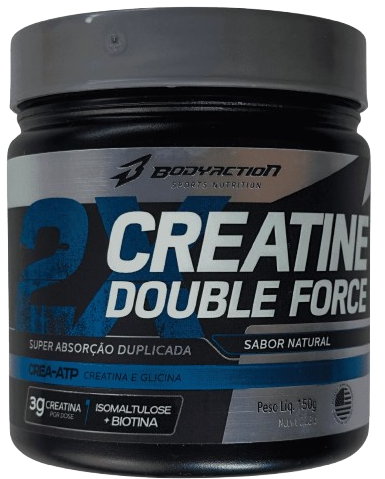 BODYACTION
SPORTS NUTRITION
2X
CREATINE
DOUBLE FORCE
SUPER ABSORÇÃO DUPLICADA
SABOR NATURAL
CREA-ATP CREATINA E GLICINA
3g CREATINA
POR DOSE
ISOMALTULOSE
+ BIOTINA
Peso Líq. 150g